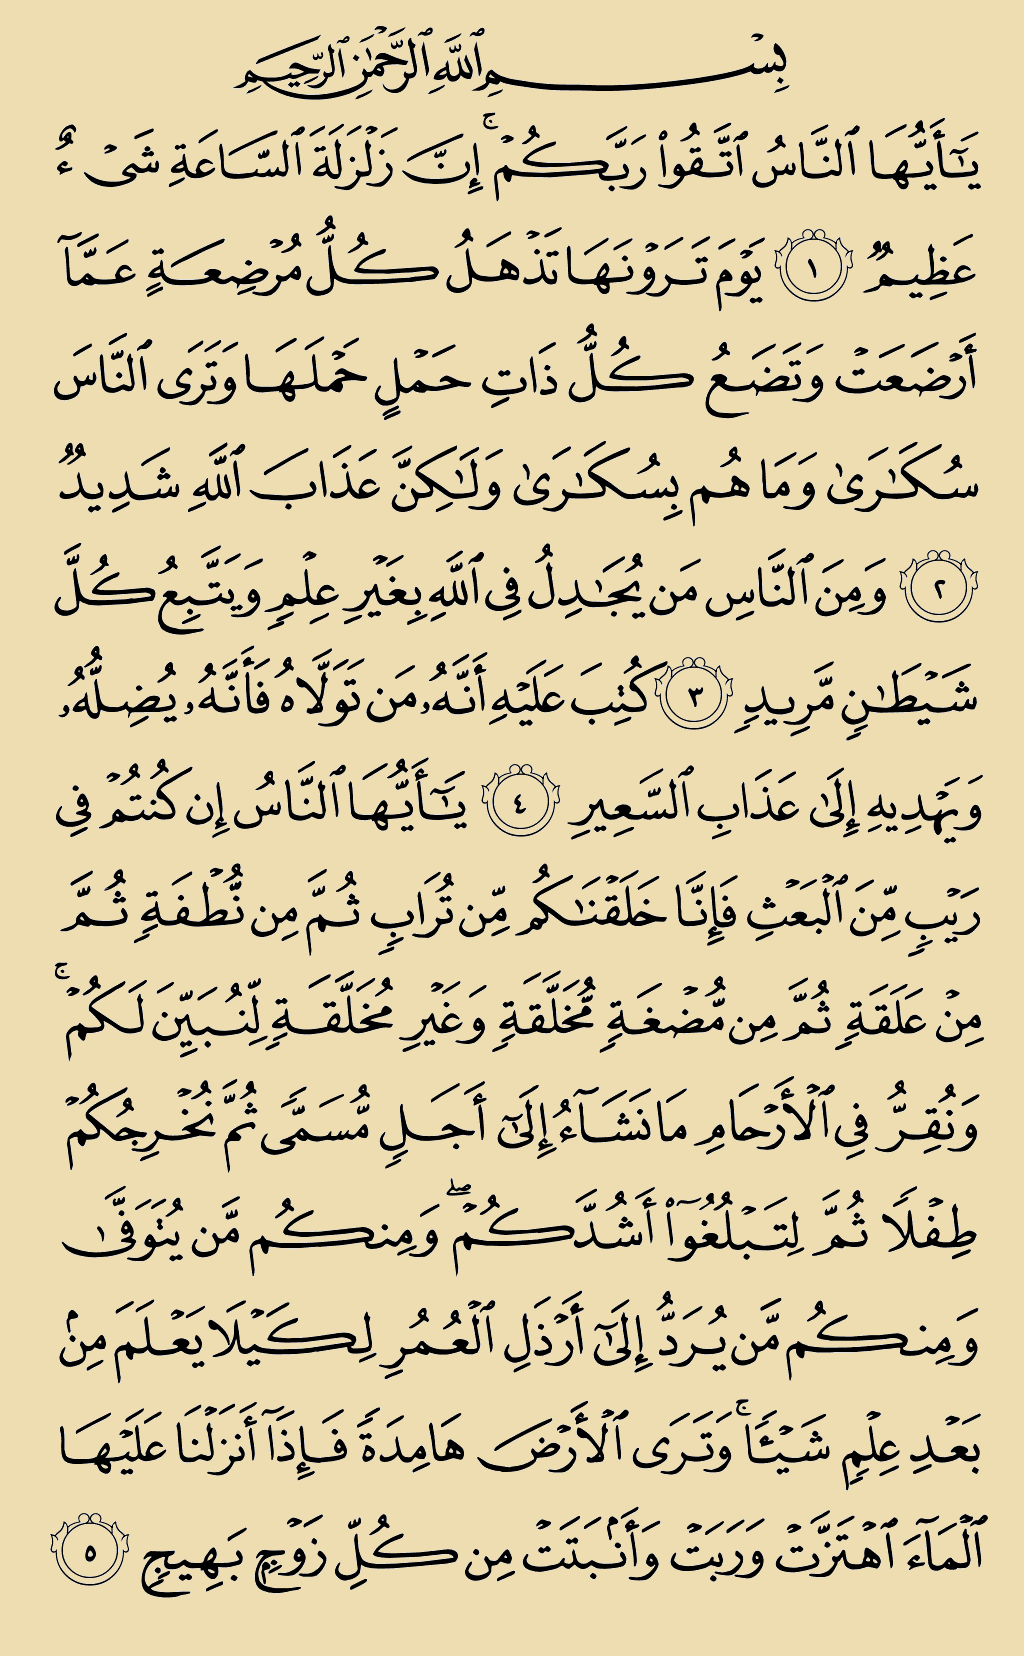 بِسْمِ ٱللَّهِ ٱلرَّحْمَٰنِ ٱلرَّحِيمِ
يَٰٓأَيُّهَا ٱلنَّاسُ ٱتَّقُوا۟ رَبَّكُمْ ۚ إِنَّ زَلْزَلَةَ ٱلسَّاعَةِ شَىْءٌ
عَظِيمٌ ١ يَوْمَ تَرَوْنَهَا تَذْهَلُ كُلُّ مُرْضِعَةٍ عَمَّآ
أَرْضَعَتْ وَتَضَعُ كُلُّ ذَاتِ حَمْلٍ حَمْلَهَا وَتَرَى ٱلنَّاسَ
سُكَٰرَىٰ وَمَا هُم بِسُكَٰرَىٰ وَلَٰكِنَّ عَذَابَ ٱللَّهِ شَدِيدٌ
٢ وَمِنَ ٱلنَّاسِ مَن يُجَٰدِلُ فِى ٱللَّهِ بِغَيْرِ عِلْمٍ وَيَتَّبِعُ كُلَّ
شَيْطَٰنٍ مَّرِيدٍ ٣ كُتِبَ عَلَيْهِ أَنَّهُۥ مَن تَوَلَّاهُ فَأَنَّهُۥ يُضِلُّهُۥ
وَيَهْدِيهِ إِلَىٰ عَذَابِ ٱلسَّعِيرِ ٤ يَٰٓأَيُّهَا ٱلنَّاسُ إِن كُنتُمْ فِى
رَيْبٍ مِّنَ ٱلْبَعْثِ فَإِنَّا خَلَقْنَٰكُم مِّن تُرَابٍ ثُمَّ مِن نُّطْفَةٍ ثُمَّ
مِنْ عَلَقَةٍ ثُمَّ مِن مُّضْغَةٍ مُّخَلَّقَةٍ وَغَيْرِ مُخَلَّقَةٍ لِّنُبَيِّنَ لَكُمْ ۚ
وَنُقِرُّ فِى ٱلْأَرْحَامِ مَا نَشَآءُ إِلَىٰٓ أَجَلٍ مُّسَمًّى ثُمَّ نُخْرِجُكُمْ
طِفْلًا ثُمَّ لِتَبْلُغُوٓا۟ أَشُدَّكُمْ ۖ وَمِنكُم مَّن يُتَوَفَّىٰ
وَمِنكُم مَّن يُرَدُّ إِلَىٰٓ أَرْذَلِ ٱلْعُمُرِ لِكَيْلَا يَعْلَمَ مِنۢ
بَعْدِ عِلْمٍ شَيْـًٔا ۚ وَتَرَى ٱلْأَرْضَ هَامِدَةً فَإِذَآ أَنزَلْنَا عَلَيْهَا
ٱلْمَآءَ ٱهْتَزَّتْ وَرَبَتْ وَأَنۢبَتَتْ مِن كُلِّ زَوْجٍۭ بَهِيجٍ ٥